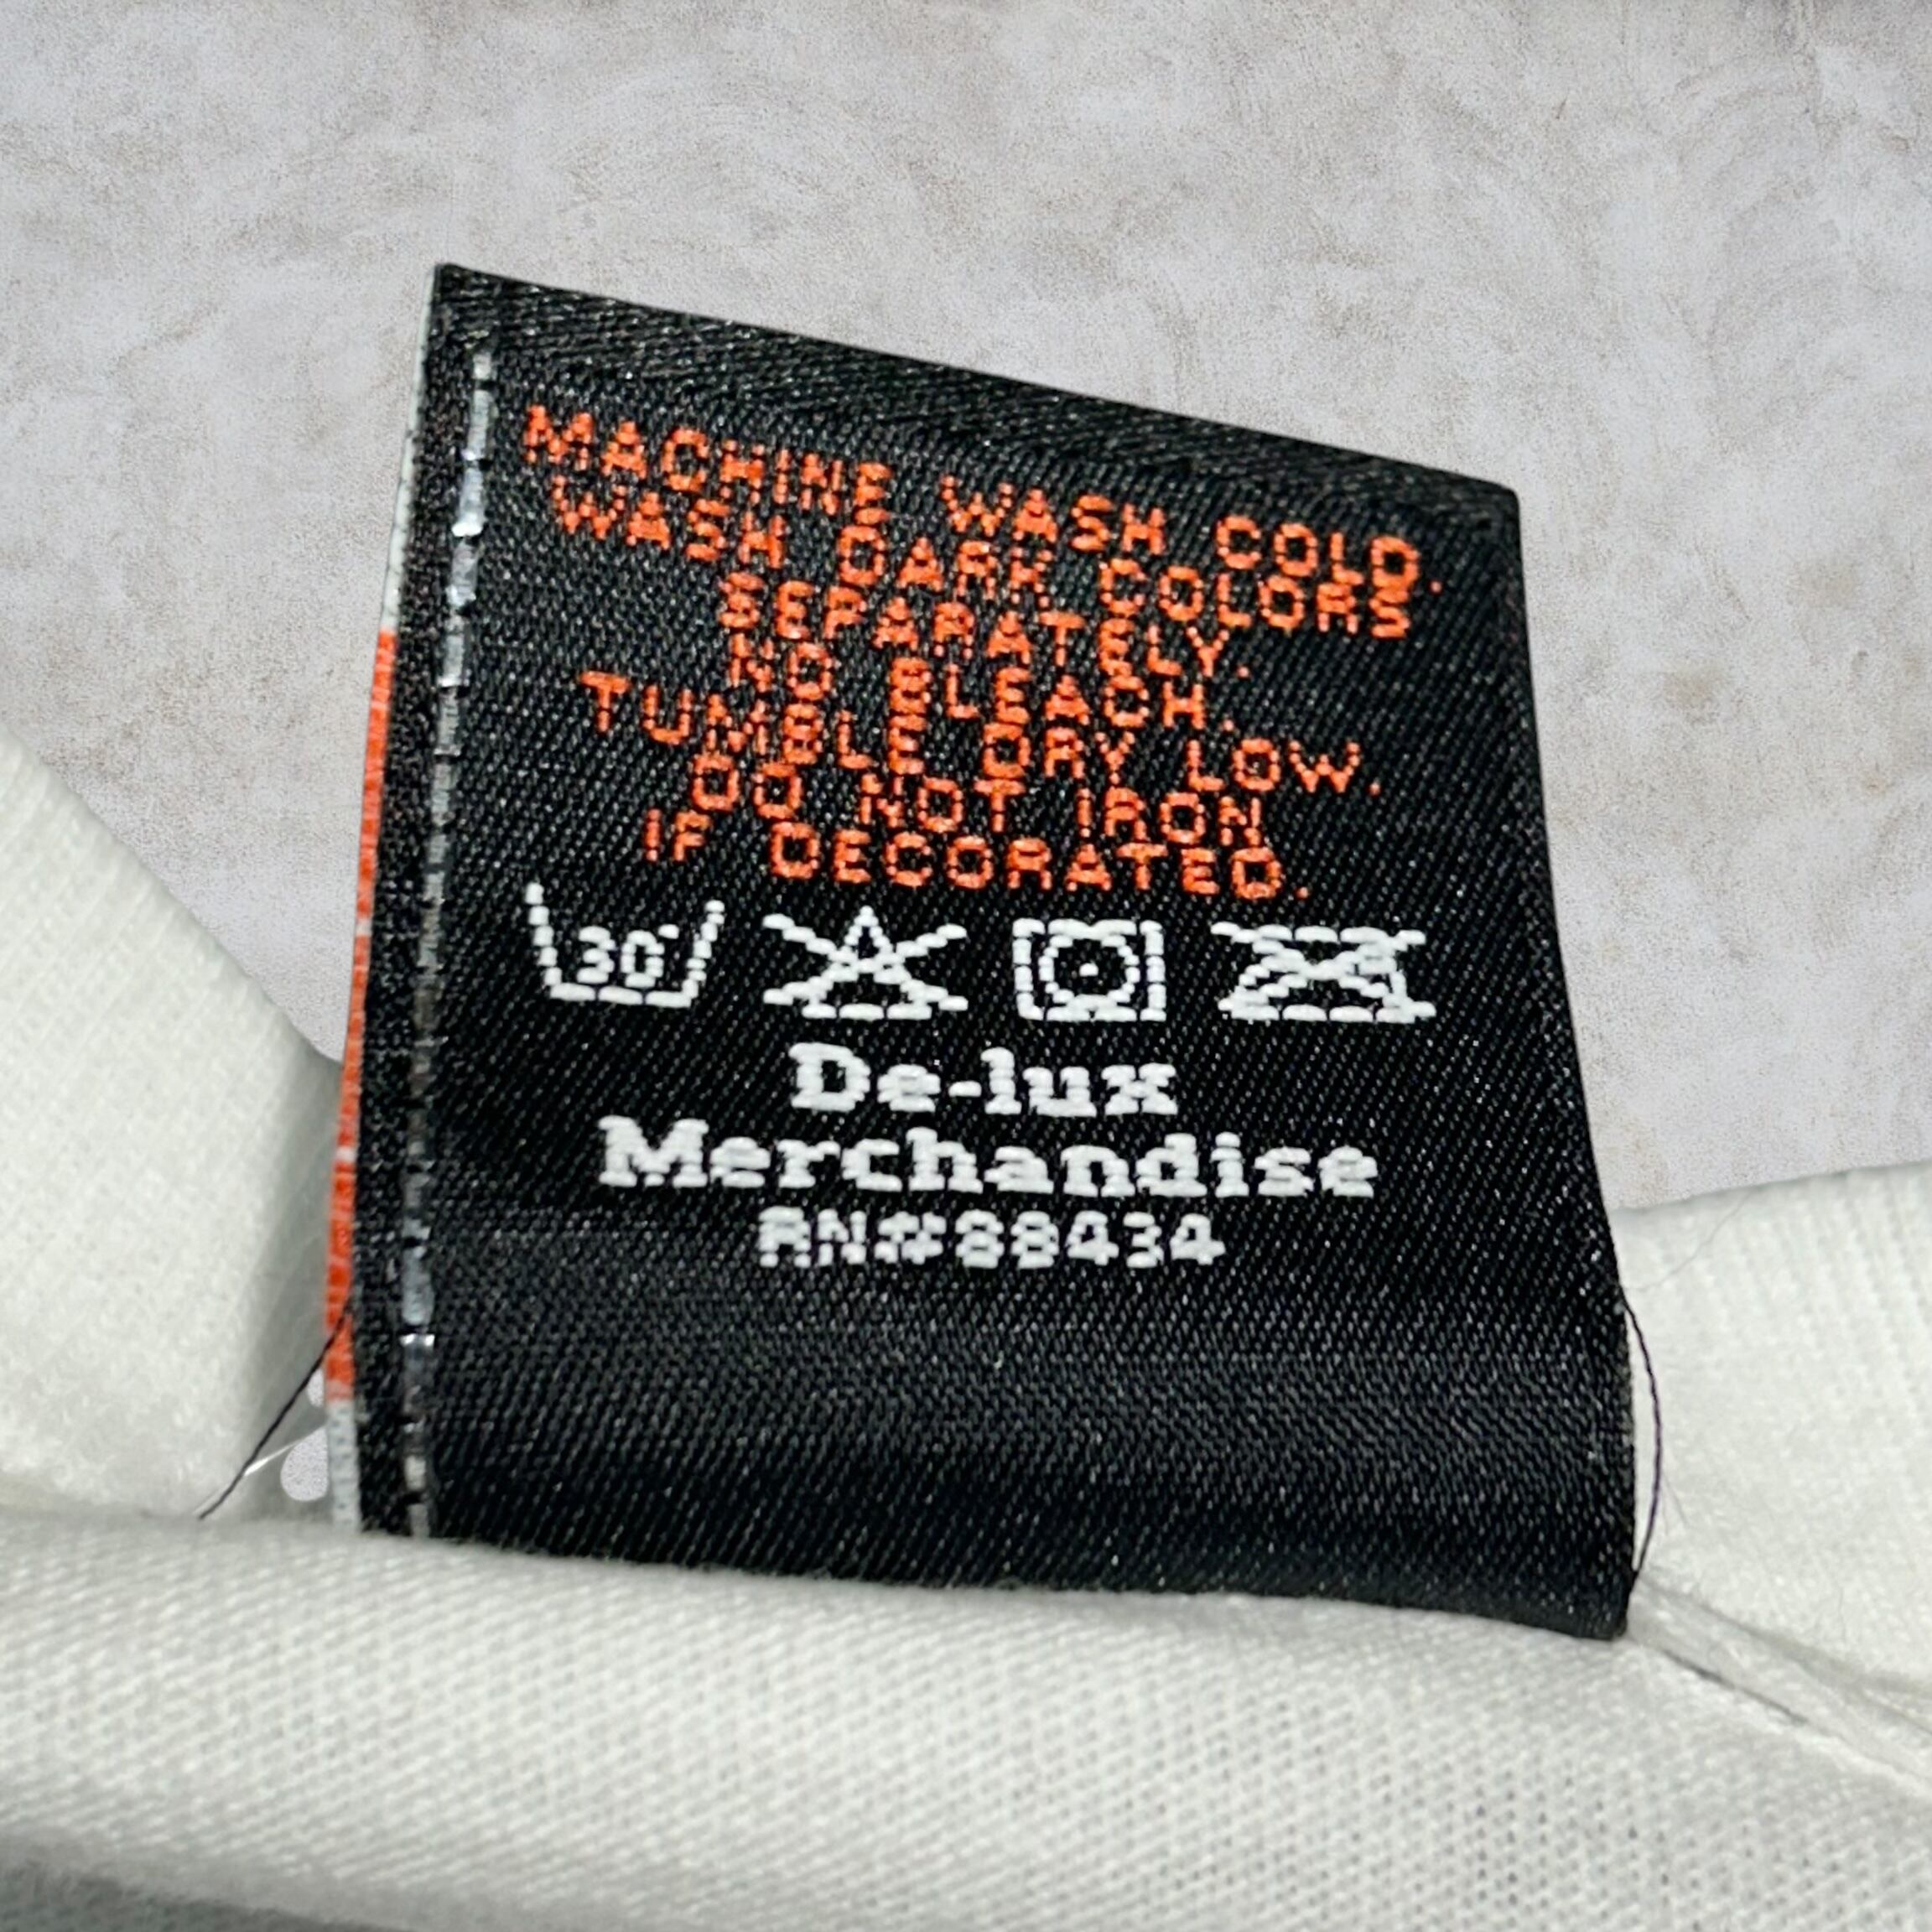 MACHINE WASH COLD.
WASH DARK COLORS
SEPARATELY.
NO BLEACH.
TUMBLE DRY LOW.
DO NOT IRON
IF DECORATED.
30°
De-lux
Merchandise
RN#88434